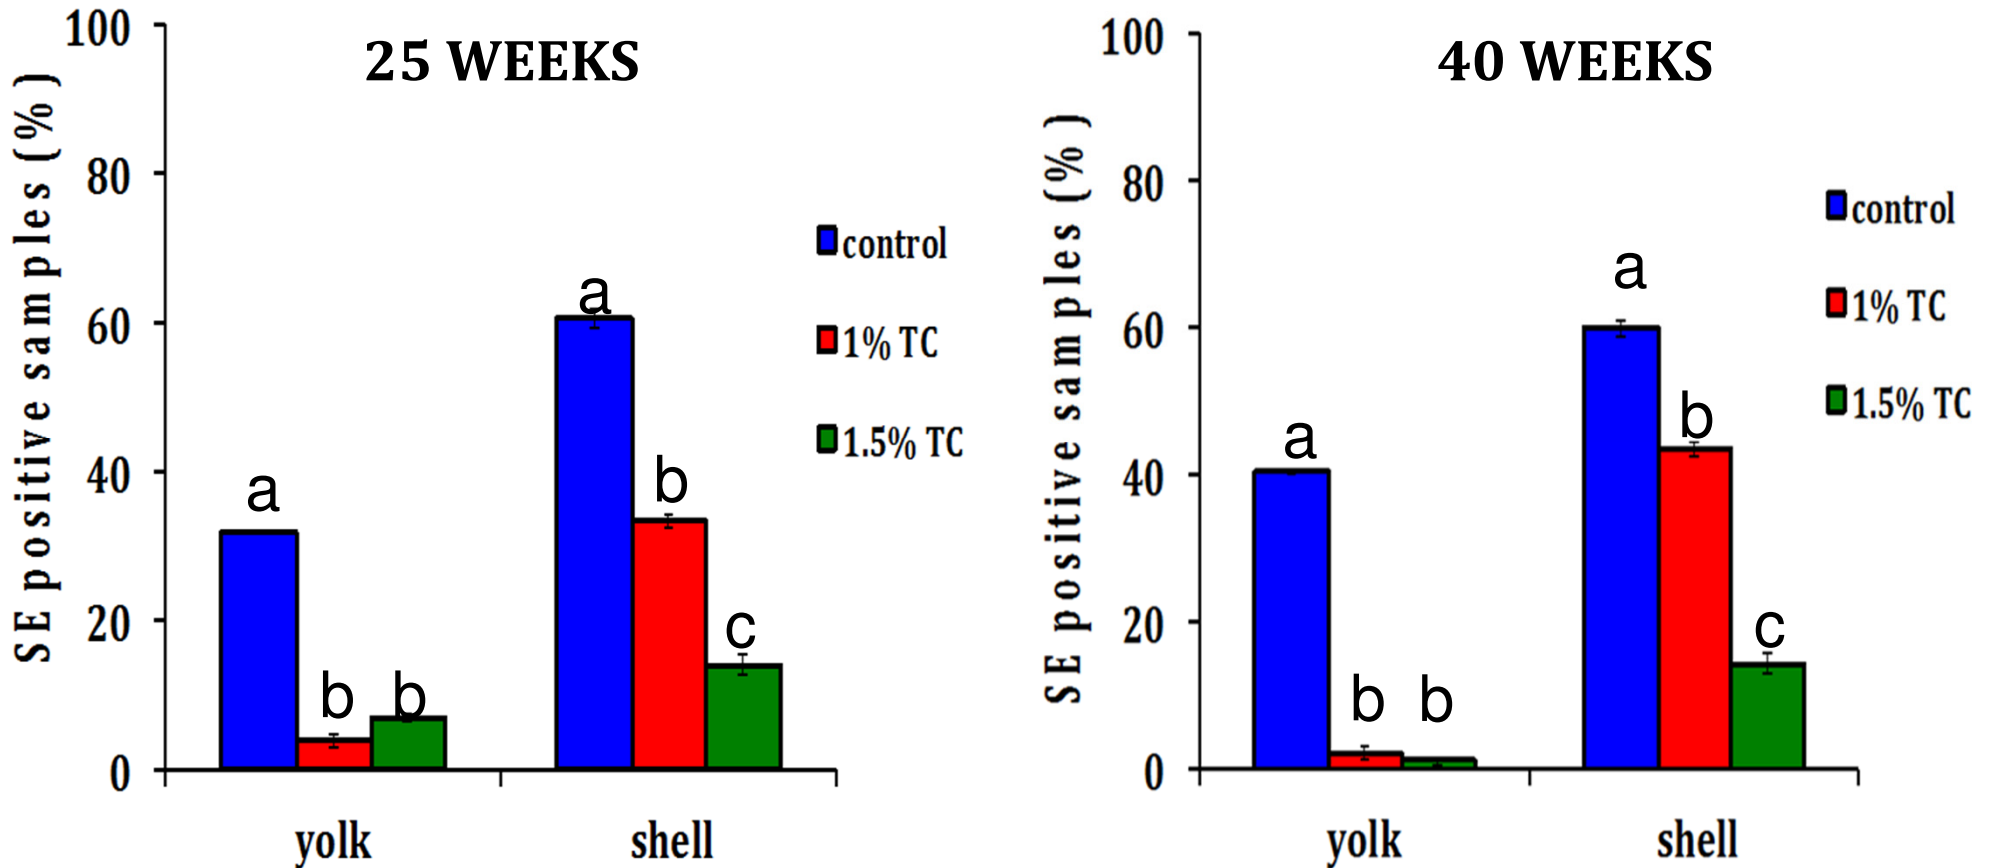 25 WEEKS
SE positive samples (%)
100
80
60
40
20
0
a
b
b
a
b
c
yolk
shell
control
1% TC
1.5% TC
40 WEEKS
SE positive samples (%)
100
80
60
40
20
0
a
b
b
a
b
c
yolk
shell
control
1% TC
1.5% TC